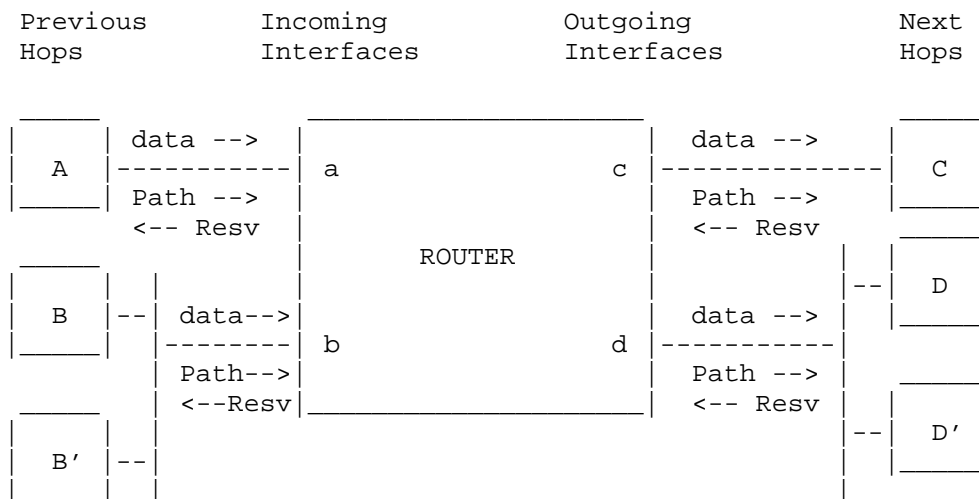 Previous Incoming Outgoing Next
Hops Interfaces Interfaces Hops
data --> data -->
A a c C
Path --> Path -->
<-- Resv <-- Resv
ROUTER
D
B data--> data -->
b d
Path--> Path -->
<--Resv <-- Resv
D'
B'